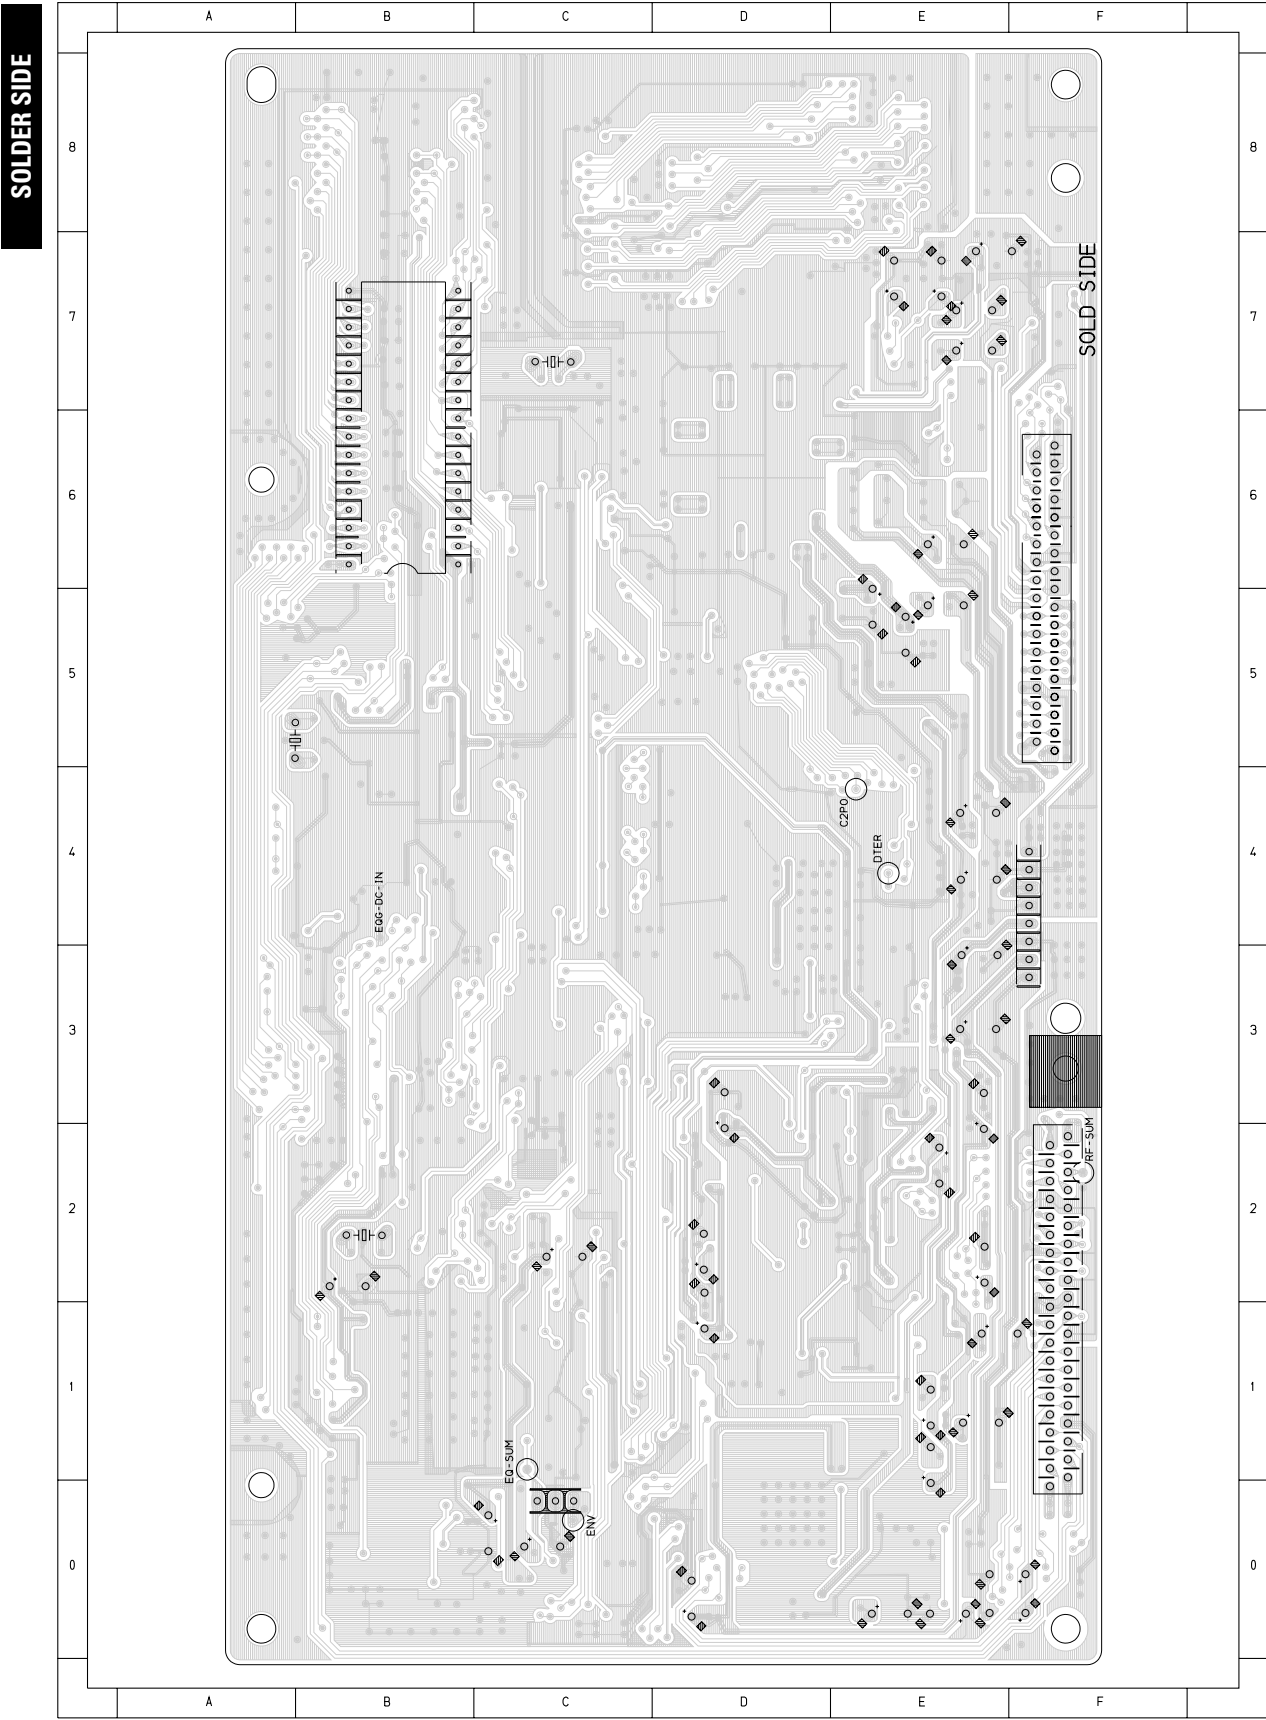 SOLDER SIDE
A B C D E F
8 8
SOLD SIDE
7 7
6 6
5 5
C2PO
DTER
4 4
EQG-DC-IN
3 3
RF-SUM
2 2
1 1
EQ-SUM
ENV
0 0
A B C D E F